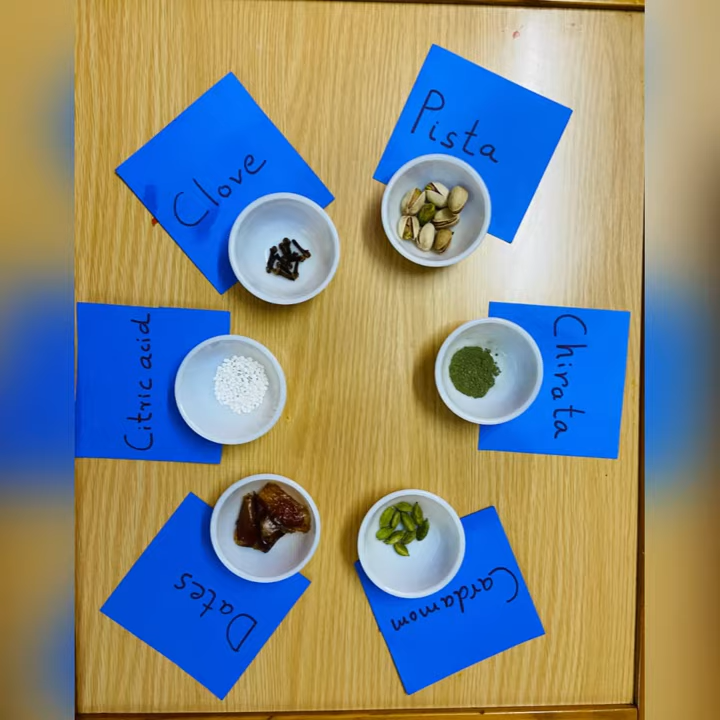 Clove
Pista
Citric acid
Chirata
Dates
Cardamom